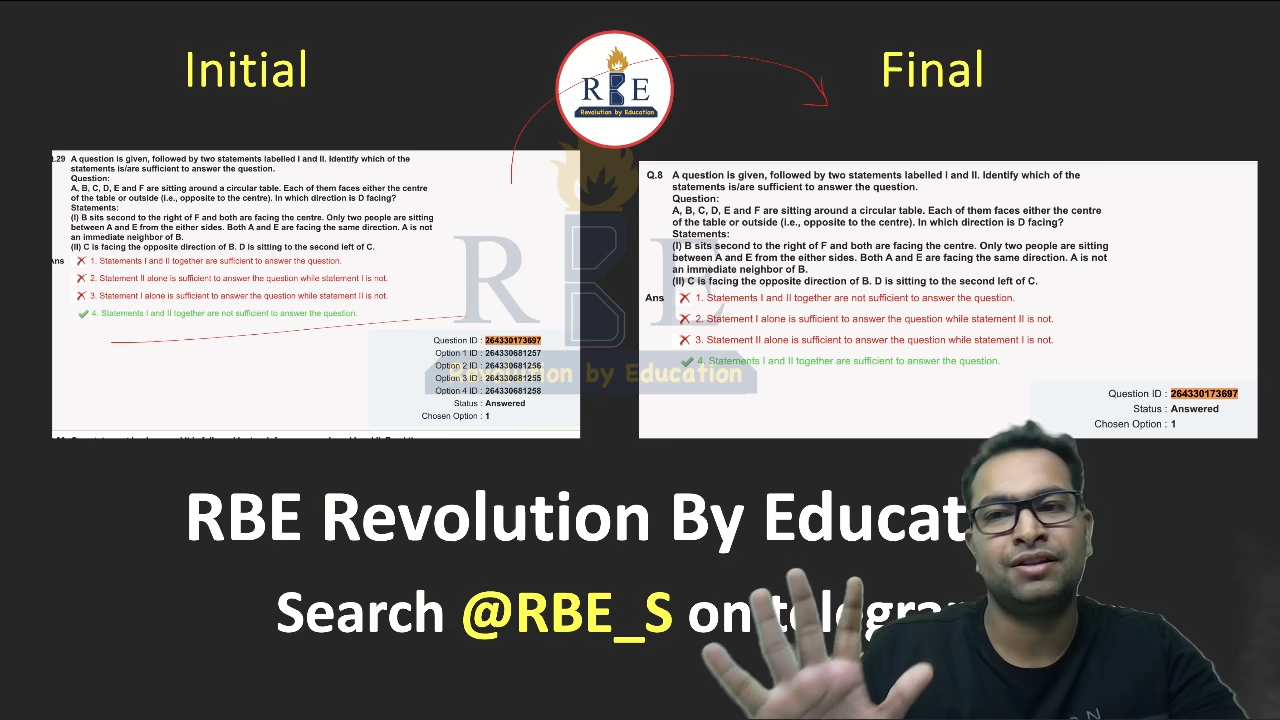 Initial
Final
R E
Revolution by Education
.29 A question is given, followed by two statements labelled I and II. Identify which of the
statements is/are sufficient to answer the question.
Question:
A, B, C, D, E and F are sitting around a circular table. Each of them faces either the centre
of the table or outside (i.e., opposite to the centre). In which direction is D facing?
Statements:
(I) B sits second to the right of F and both are facing the centre. Only two people are sitting
between A and E from the either sides. Both A and E are facing the same direction. A is not
an immediate neighbor of B.
(II) C is facing the opposite direction of B. D is sitting to the second left of C.
Ans 1. Statements I and II together are sufficient to answer the question.
2. Statement II alone is sufficient to answer the question while statement I is not.
3. Statement I alone is sufficient to answer the question while statement II is not.
4. Statements I and II together are not sufficient to answer the question.
Question ID : 264330173697
Option 1 ID : 264330681257
Option 2 ID : 264330681256
Option 3 ID : 264330681255
Option 4 ID : 264330681258
Status : Answered
Chosen Option : 1
Q.8 A question is given, followed by two statements labelled I and II. Identify which of the
statements is/are sufficient to answer the question.
Question:
A, B, C, D, E and F are sitting around a circular table. Each of them faces either the centre
of the table or outside (i.e., opposite to the centre). In which direction is D facing?
Statements:
(I) B sits second to the right of F and both are facing the centre. Only two people are sitting
between A and E from the either sides. Both A and E are facing the same direction. A is not
an immediate neighbor of B.
(II) C is facing the opposite direction of B. D is sitting to the second left of C.
Ans 1. Statements I and II together are not sufficient to answer the question.
2. Statement I alone is sufficient to answer the question while statement II is not.
3. Statement II alone is sufficient to answer the question while statement I is not.
4. Statements I and II together are sufficient to answer the question.
Question ID : 264330173697
Status : Answered
Chosen Option : 1
R E
Revolution by Education
RBE Revolution By Educat
Search @RBE_S on telegra